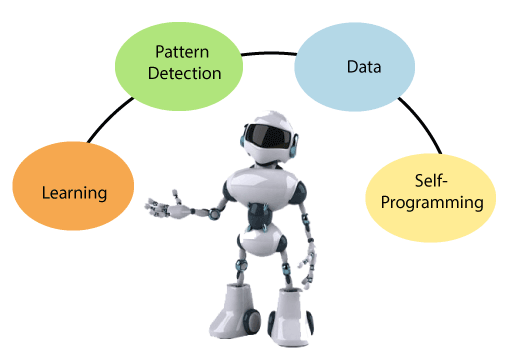 Learning
Pattern
Detection
Data
Self-
Programming